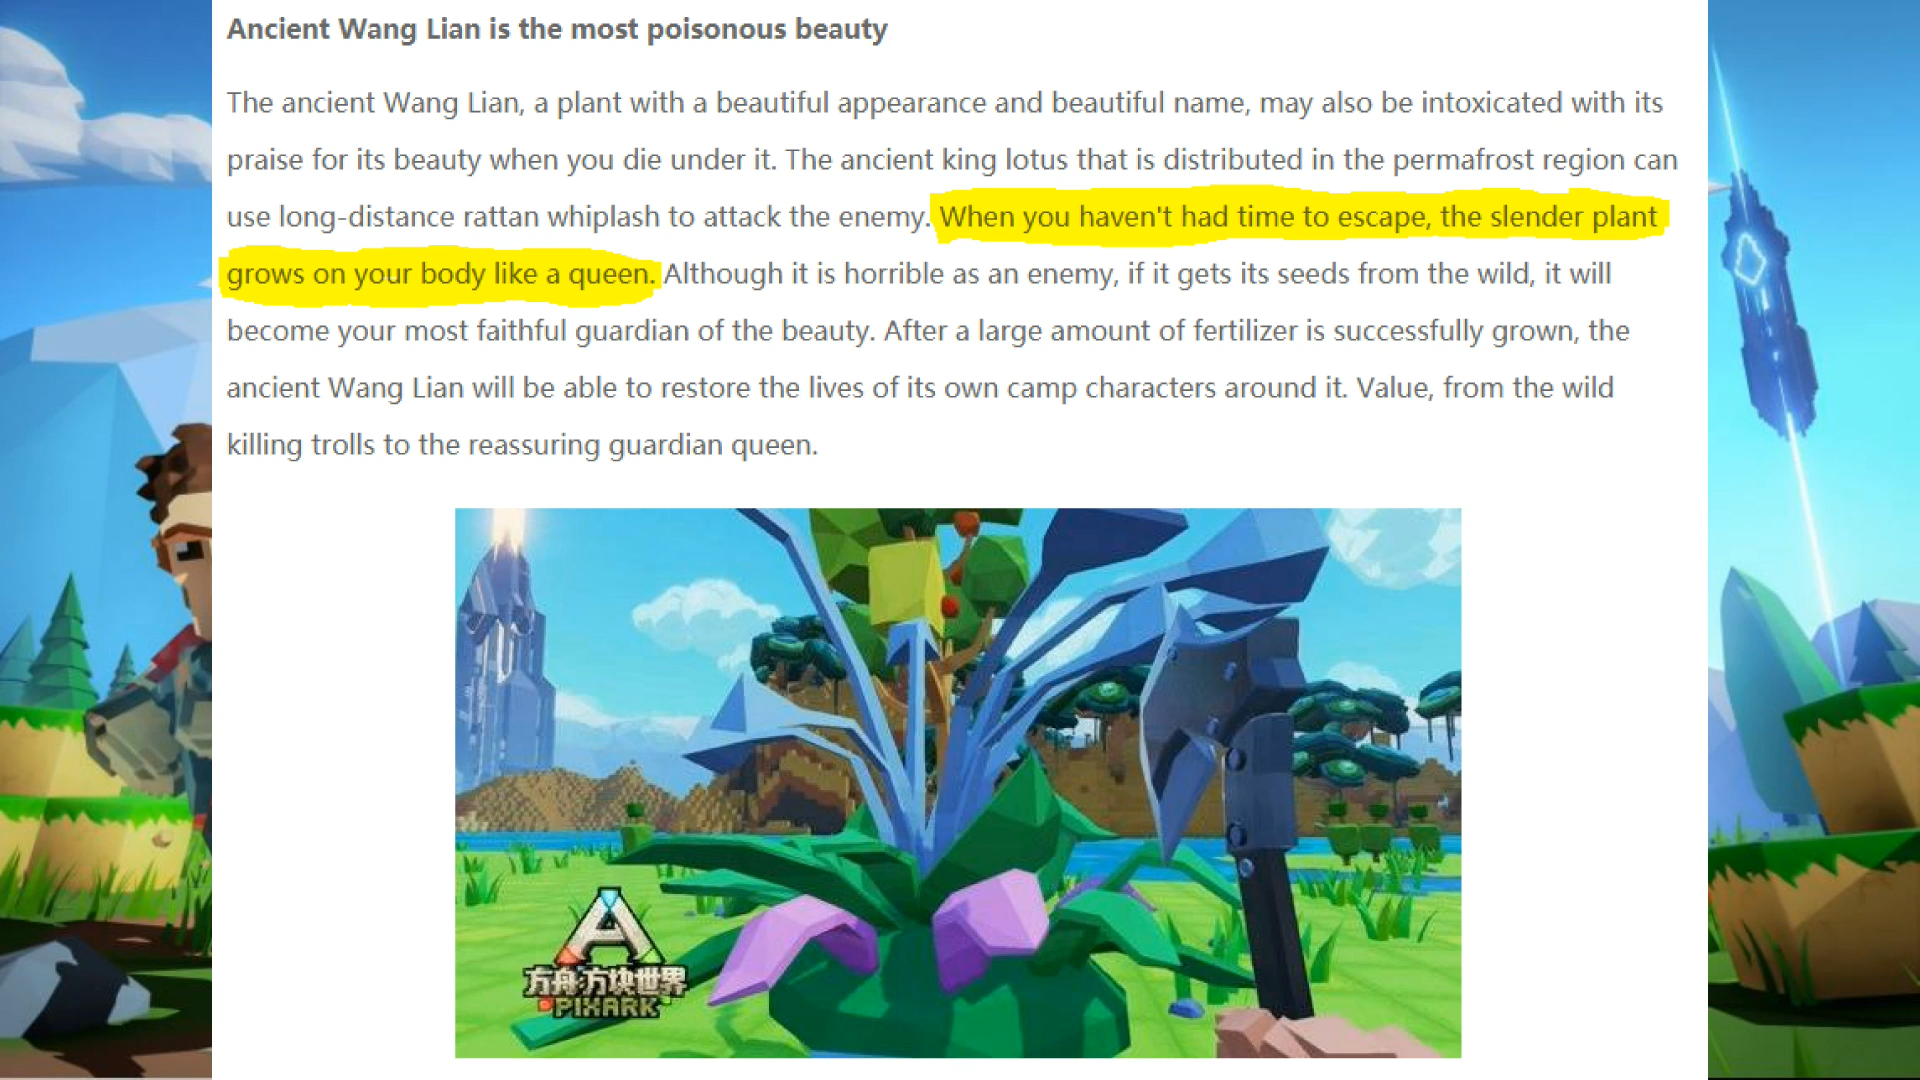 Ancient Wang Lian is the most poisonous beauty
The ancient Wang Lian, a plant with a beautiful appearance and beautiful name, may also be intoxicated with its
praise for its beauty when you die under it. The ancient king lotus that is distributed in the permafrost region can
use long-distance rattan whiplash to attack the enemy. When you haven't had time to escape, the slender plant
grows on your body like a queen. Although it is horrible as an enemy, if it gets its seeds from the wild, it will
become your most faithful guardian of the beauty. After a large amount of fertilizer is successfully grown, the
ancient Wang Lian will be able to restore the lives of its own camp characters around it. Value, from the wild
killing trolls to the reassuring guardian queen.
方舟·方块世界
PIXARK